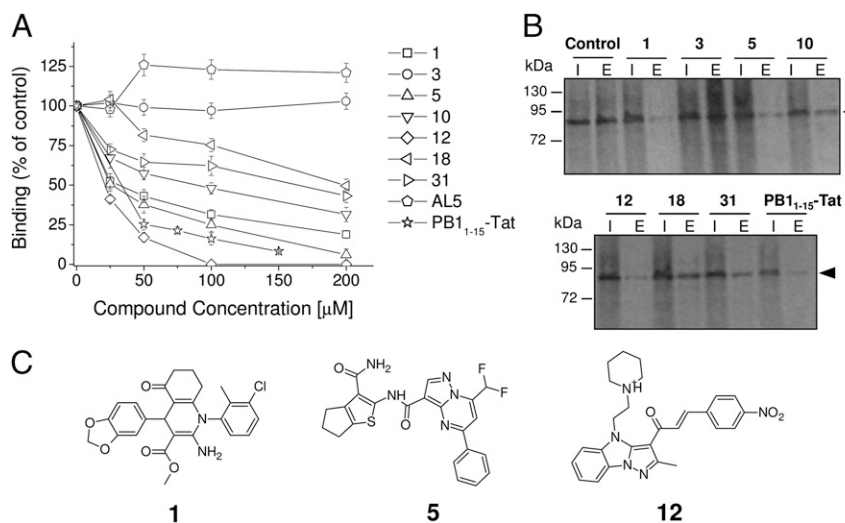 A
Binding (% of control)
125
100
75
50
25
0
0 50 100 150 200
Compound Concentration [μM]
1
3
5
10
12
18
31
AL5
PB1₁₋₁₅-Tat
B
Control 1 3 5 10
kDa I E I E I E I E I E
130
95
72
12 18 31 PB1₁₋₁₅-Tat
kDa I E I E I E I E
130
95
72
C
O
Cl
O
O
N
O
NH₂
O
1
O
NH₂
NH
S
O
N
N
N
F
F
5
N
H
O
NO₂
N
N
N
12